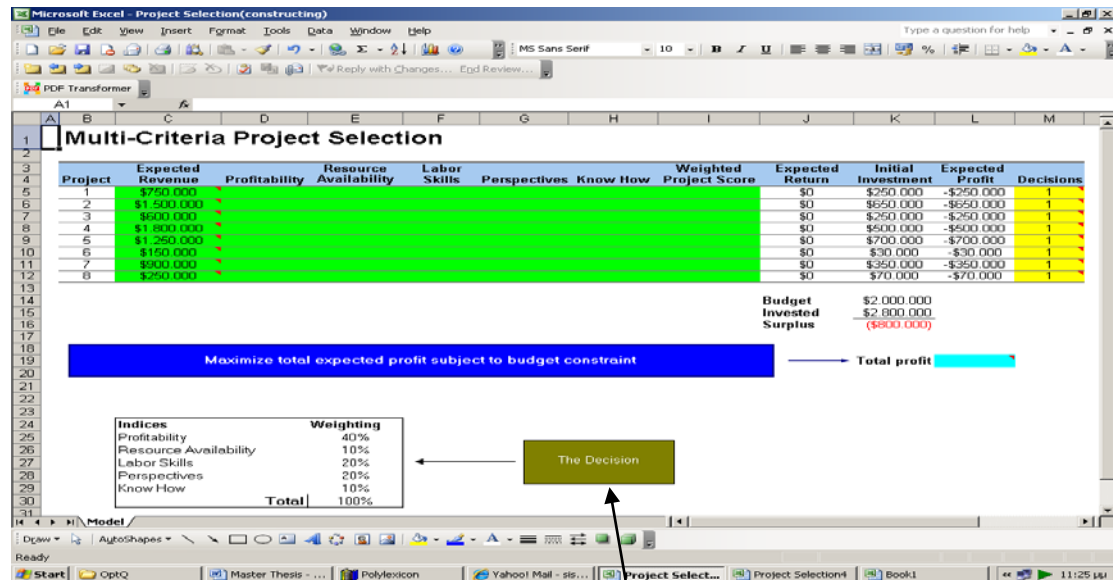 Microsoft Excel - Project Selection(constructing)
File Edit View Insert Format Tools Data Window Help Type a question for help
MS Sans Serif 10 B I U %
Reply with Changes... End Review...
PDF Transformer
A1 fx
A B C D E F G H I J K L M
1 Multi-Criteria Project Selection
2
3 Expected Resource Labor Weighted Expected Initial Expected
4 Project Revenue Profitability Availability Skills Perspectives Know How Project Score Return Investment Profit Decisions
5 1 $750.000 $0 $250.000 -$250.000 1
6 2 $1.500.000 $0 $650.000 -$650.000 1
7 3 $600.000 $0 $250.000 -$250.000 1
8 4 $1.800.000 $0 $500.000 -$500.000 1
9 5 $1.250.000 $0 $700.000 -$700.000 1
10 6 $150.000 $0 $30.000 -$30.000 1
11 7 $900.000 $0 $350.000 -$350.000 1
12 8 $250.000 $0 $70.000 -$70.000 1
13
14 Budget $2.000.000
15 Invested $2.800.000
16 Surplus ($800.000)
17
18
19 Maximize total expected profit subject to budget constraint Total profit
20
21
22
23
24 Indices Weighting
25 Profitability 40%
26 Resource Availability 10%
27 Labor Skills 20% The Decision
28 Perspectives 20%
29 Know How 10%
30 Total 100%
31
Model
Draw AutoShapes
Ready
Start OptQ Master Thesis - ... Polylexicon Yahoo! Mail - sis... Project Select... Project Selection4 Book1 11:25 μμ